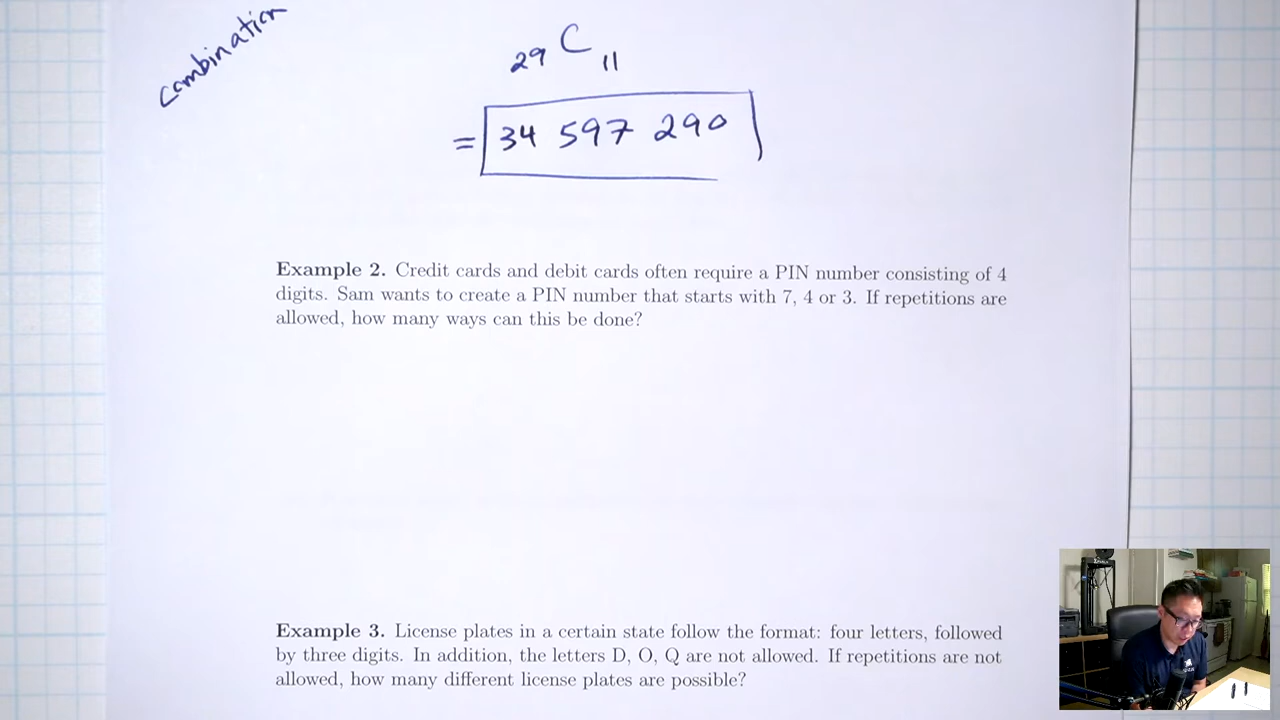 combination
29 C 11
= 34 597 290
Example 2. Credit cards and debit cards often require a PIN number consisting of 4
digits. Sam wants to create a PIN number that starts with 7, 4 or 3. If repetitions are
allowed, how many ways can this be done?
Example 3. License plates in a certain state follow the format: four letters, followed
by three digits. In addition, the letters D, O, Q are not allowed. If repetitions are not
allowed, how many different license plates are possible?